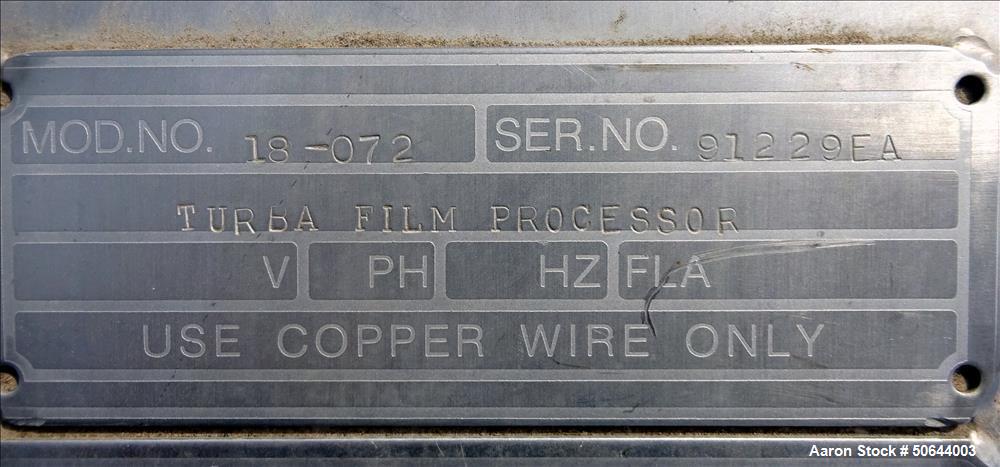 MOD.NO. 18-072 SER.NO. 91229EA
TURBA FILM PROCESSOR
V PH HZ FLA
USE COPPER WIRE ONLY
Aaron Stock # 50644003